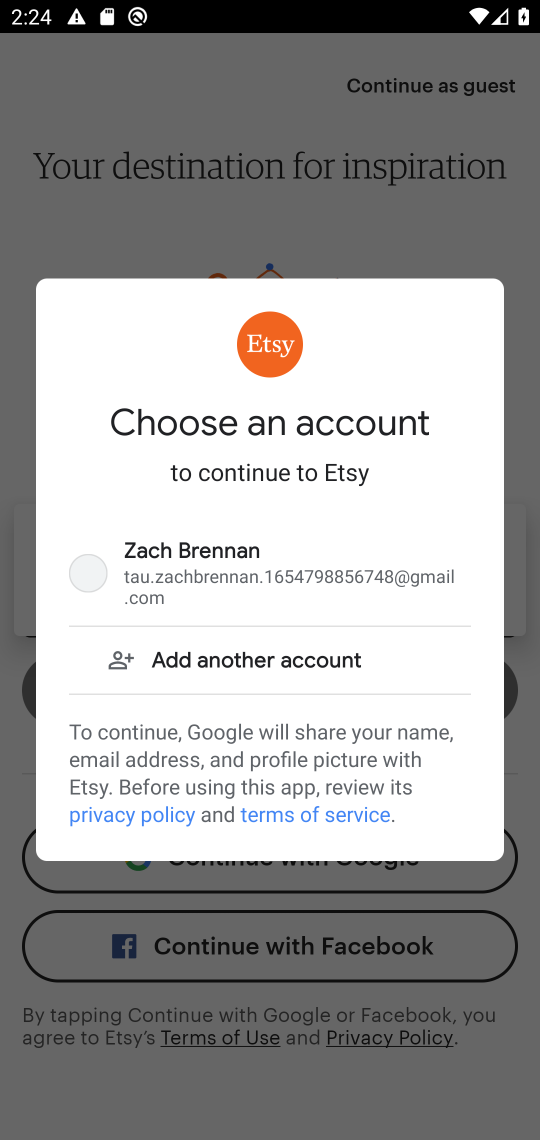 2:24
Continue as guest
Your destination for inspiration
Etsy
Choose an account
to continue to Etsy
Zach Brennan
tau.zachbrennan.1654798856748@gmail
.com
Add another account
To continue, Google will share your name,
email address, and profile picture with
Etsy. Before using this app, review its
privacy policy and terms of service.
Continue with Google
Continue with Facebook
By tapping Continue with Google or Facebook, you
agree to Etsy's Terms of Use and Privacy Policy.